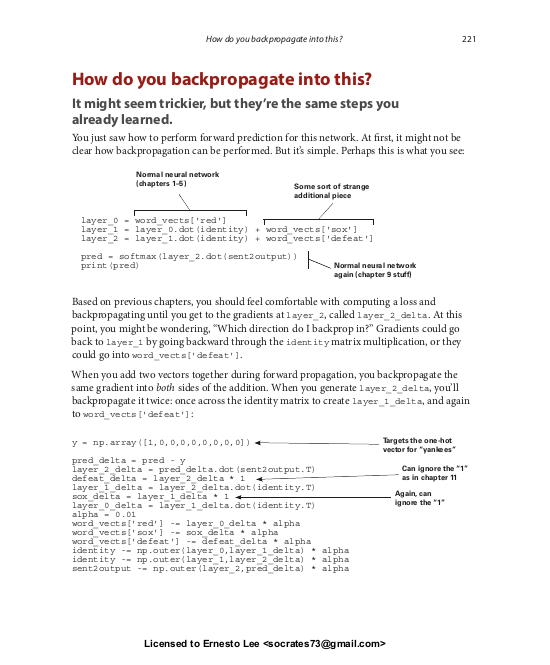 How do you backpropagate into this?
221
How do you backpropagate into this?
It might seem trickier, but they're the same steps you
already learned.
You just saw how to perform forward prediction for this network. At first, it might not be
clear how backpropagation can be performed. But it's simple. Perhaps this is what you see:
Normal neural network
(chapters 1-5)
Some sort of strange
additional piece
layer_0 = word_vects['red']
layer_1 = layer_0.dot(identity) + word_vects['sox']
layer_2 = layer_1.dot(identity) + word_vects['defeat']
pred = softmax(layer_2.dot(sent2output))
print(pred)
Normal neural network
again (chapter 9 stuff)
Based on previous chapters, you should feel comfortable with computing a loss and
backpropagating until you get to the gradients at layer_2, called layer_2_delta. At this
point, you might be wondering, "Which direction do I backprop in?" Gradients could go
back to layer_1 by going backward through the identity matrix multiplication, or they
could go into word_vects['defeat'].
When you add two vectors together during forward propagation, you backpropagate the
same gradient into both sides of the addition. When you generate layer_2_delta, you'll
backpropagate it twice: once across the identity matrix to create layer_1_delta, and again
to word_vects['defeat']:
y = np.array([1,0,0,0,0,0,0,0,0])
Targets the one-hot
vector for "yankees"
pred_delta = pred - y
layer_2_delta = pred_delta.dot(sent2output.T)
defeat_delta = layer_2_delta * 1
Can ignore the "1"
as in chapter 11
layer_1_delta = layer_2_delta.dot(identity.T)
sox_delta = layer_1_delta * 1
Again, can
ignore the "1"
layer_0_delta = layer_1_delta.dot(identity.T)
alpha = 0.01
word_vects['red'] -= layer_0_delta * alpha
word_vects['sox'] -= sox_delta * alpha
word_vects['defeat'] -= defeat_delta * alpha
identity -= np.outer(layer_0,layer_1_delta) * alpha
identity -= np.outer(layer_1,layer_2_delta) * alpha
sent2output -= np.outer(layer_2,pred_delta) * alpha
Licensed to Ernesto Lee <socrates73@gmail.com>